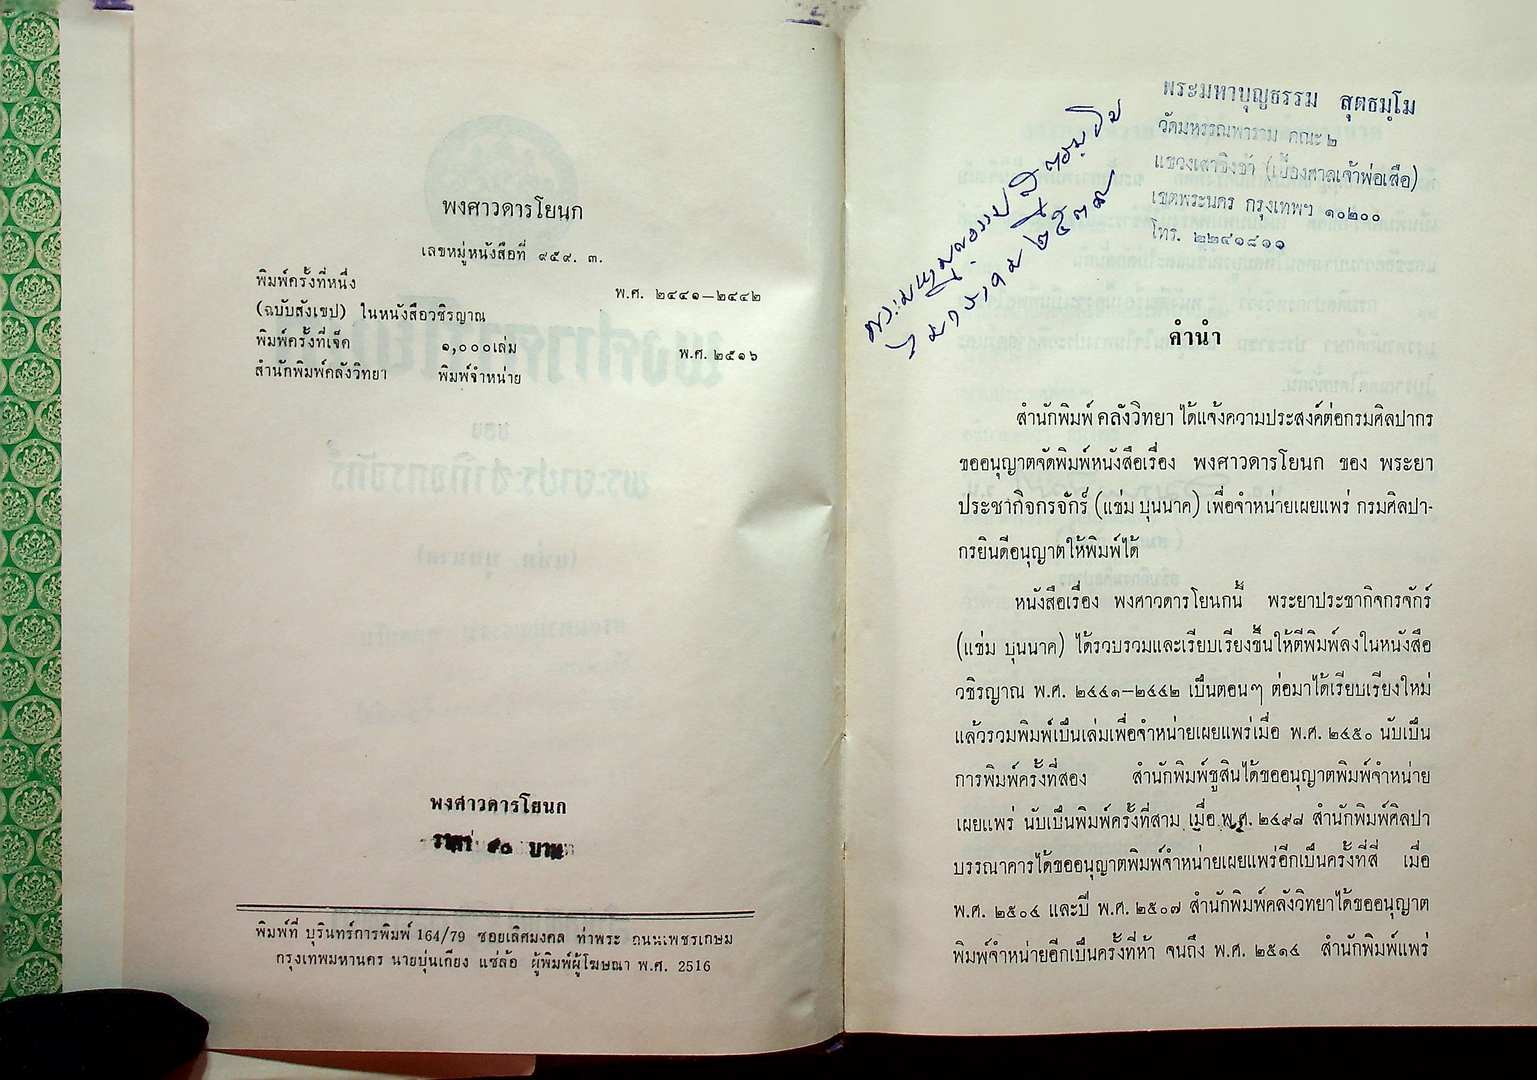 พงศาวดารโยนก
เลขหมู่หนังสือที่ ๙๕๙. ๓.
พิมพ์ครั้งที่หนึ่ง พ.ศ. ๒๔๔๑—๒๔๔๒
(ฉบับสังเขป) ในหนังสือวชิรญาณ
พิมพ์ครั้งที่เจ็ด ๑,๐๐๐เล่ม พ.ศ. ๒๕๑๖
สำนักพิมพ์คลังวิทยา พิมพ์จำหน่าย
พงศาวดารโยนก
ราคา ๕๐ บาท
พิมพ์ที่ บุรินทร์การพิมพ์ 164/79 ซอยเลิศมงคล ท่าพระ ถนนเพชรเกษม
กรุงเทพมหานคร นายบุ่นเกียง แซ่ล้อ ผู้พิมพ์ผู้โฆษณา พ.ศ. 2516
พระมหาบุญธรรม สุตธมฺโม
วัดมหรรณพาราม คณะ ๒
แขวงเสาชิงช้า (เยื้องศาลเจ้าพ่อเสือ)
เขตพระนคร กรุงเทพฯ ๑๐๒๐๐
โทร. ๒๒๔๑๘๑๑
คำนำ
สำนักพิมพ์ คลังวิทยา ได้แจ้งความประสงค์ต่อกรมศิลปากร
ขออนุญาตจัดพิมพ์หนังสือเรื่อง พงศาวดารโยนก ของ พระยา
ประชากิจกรจักร์ (แช่ม บุนนาค) เพื่อจำหน่ายเผยแพร่ กรมศิลปา-
กรยินดีอนุญาตให้พิมพ์ได้
หนังสือเรื่อง พงศาวดารโยนกนี้ พระยาประชากิจกรจักร์
(แช่ม บุนนาค) ได้รวบรวมและเรียบเรียงขึ้นให้ตีพิมพ์ลงในหนังสือ
วชิรญาณ พ.ศ. ๒๔๔๑—๒๔๔๒ เป็นตอนๆ ต่อมาได้เรียบเรียงใหม่
แล้วรวมพิมพ์เป็นเล่มเพื่อจำหน่ายเผยแพร่เมื่อ พ.ศ. ๒๔๕๐ นับเป็น
การพิมพ์ครั้งที่สอง สำนักพิมพ์ชูสินได้ขออนุญาตพิมพ์จำหน่าย
เผยแพร่ นับเป็นพิมพ์ครั้งที่สาม เมื่อ พ.ศ. ๒๔๙๘ สำนักพิมพ์ศิลปา
บรรณาคารได้ขออนุญาตพิมพ์จำหน่ายเผยแพร่อีกเป็นครั้งที่สี่ เมื่อ
พ.ศ. ๒๕๐๔ และปี พ.ศ. ๒๕๐๗ สำนักพิมพ์คลังวิทยาได้ขออนุญาต
พิมพ์จำหน่ายอีกเป็นครั้งที่ห้า จนถึง พ.ศ. ๒๕๑๔ สำนักพิมพ์แพร่